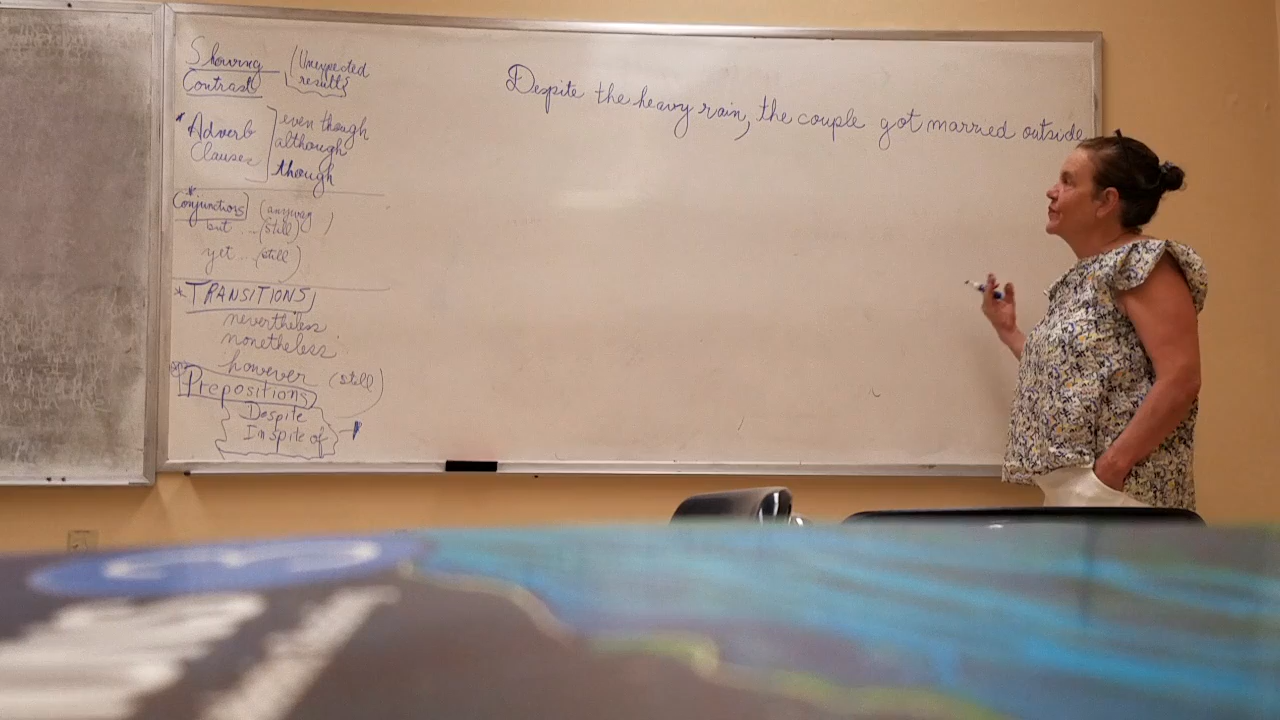 Showing
Contrast
(Unexpected
results)
* Adverb
Clauses
even though
although
though
*
Conjunctions
(anyway)
but ... (still)
yet ... (still)
* TRANSITIONS
nevertheless
nonetheless
however (still)
Prepositions
Despite
In spite of
Despite the heavy rain, the couple got married outside